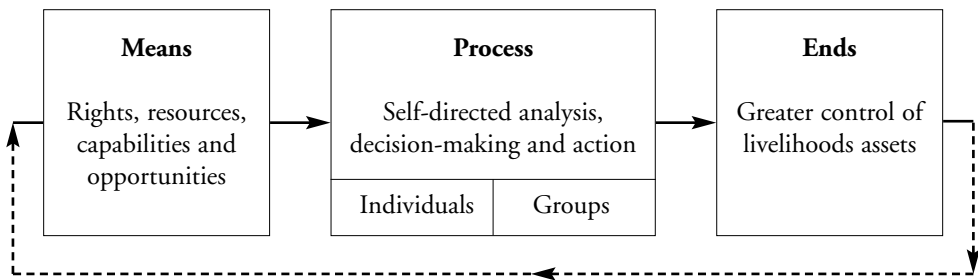 Means
Rights, resources,
capabilities and
opportunities
Process
Self-directed analysis,
decision-making and action
Individuals
Groups
Ends
Greater control of
livelihoods assets